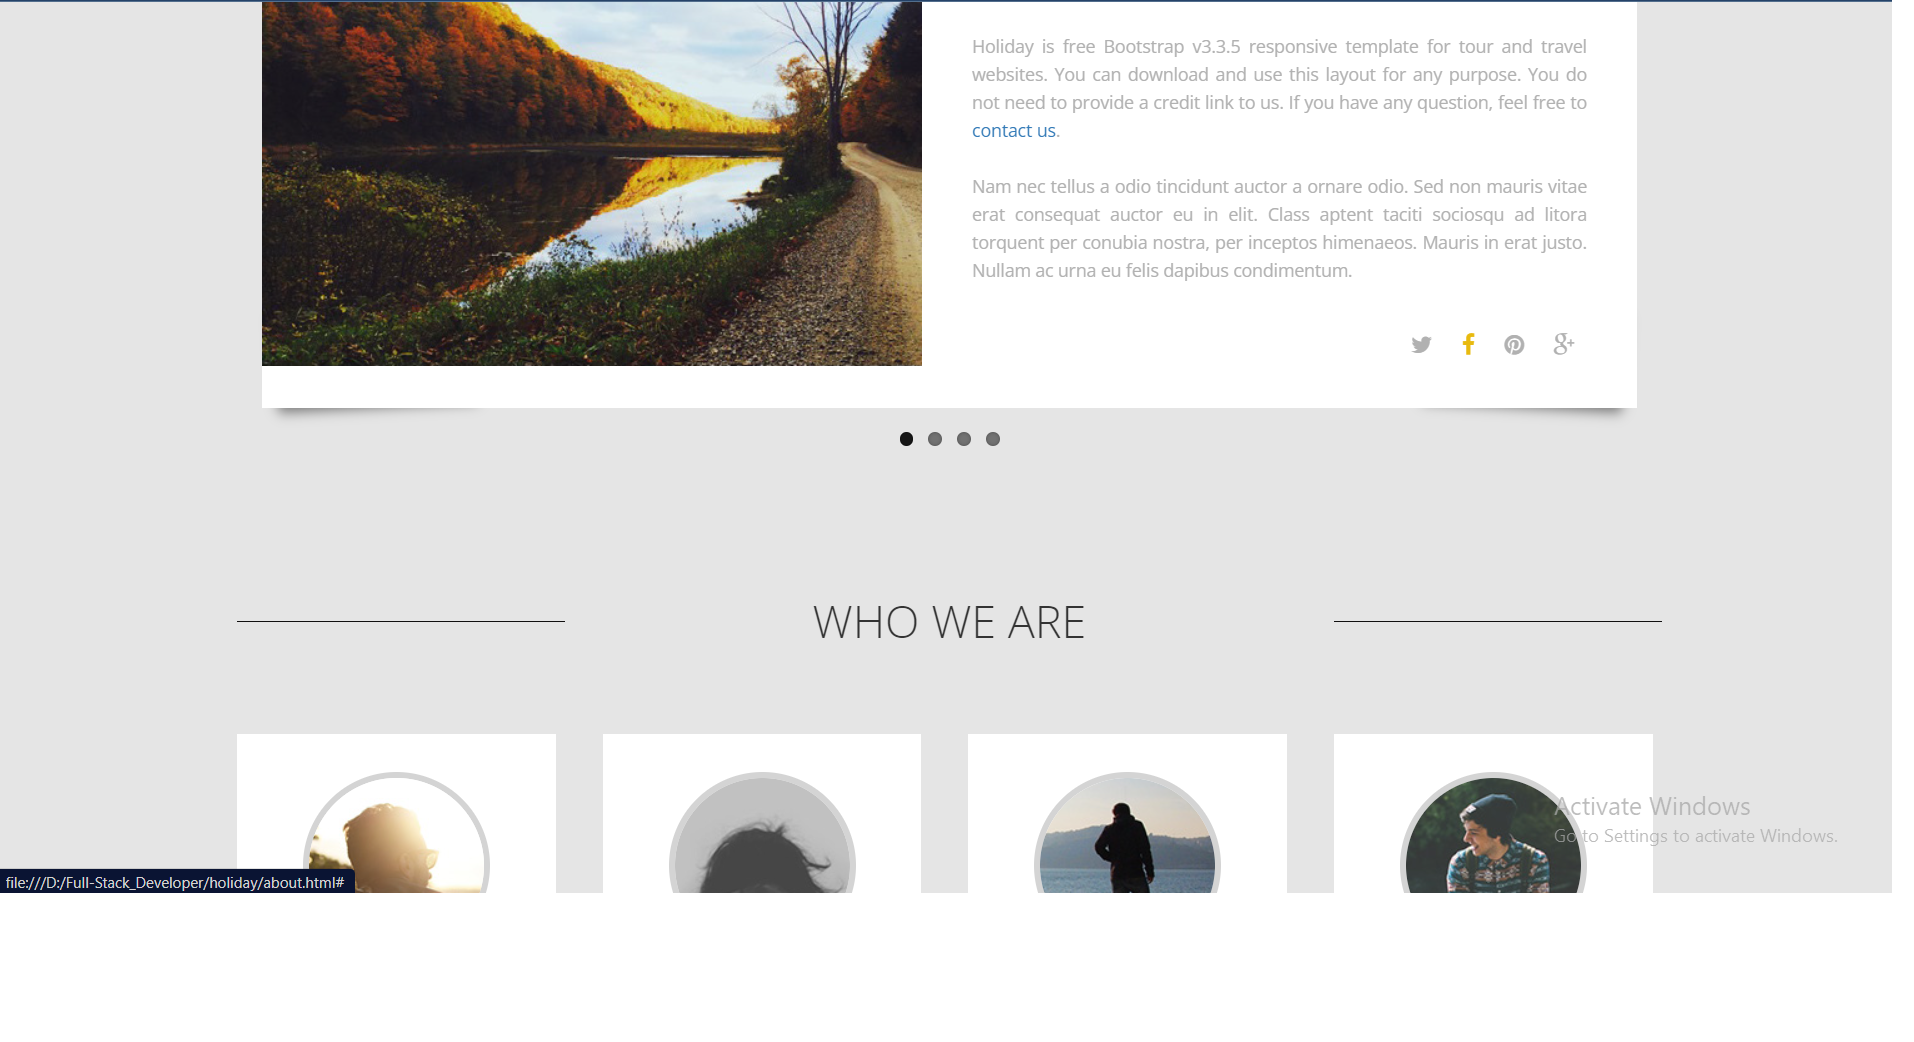 Holiday is free Bootstrap v3.3.5 responsive template for tour and travel
websites. You can download and use this layout for any purpose. You do
not need to provide a credit link to us. If you have any question, feel free to
contact us.
Nam nec tellus a odio tincidunt auctor a ornare odio. Sed non mauris vitae
erat consequat auctor eu in elit. Class aptent taciti sociosqu ad litora
torquent per conubia nostra, per inceptos himenaeos. Mauris in erat justo.
Nullam ac urna eu felis dapibus condimentum.
WHO WE ARE
Activate Windows
Go to Settings to activate Windows.
file:///D:/Full-Stack_Developer/holiday/about.html#